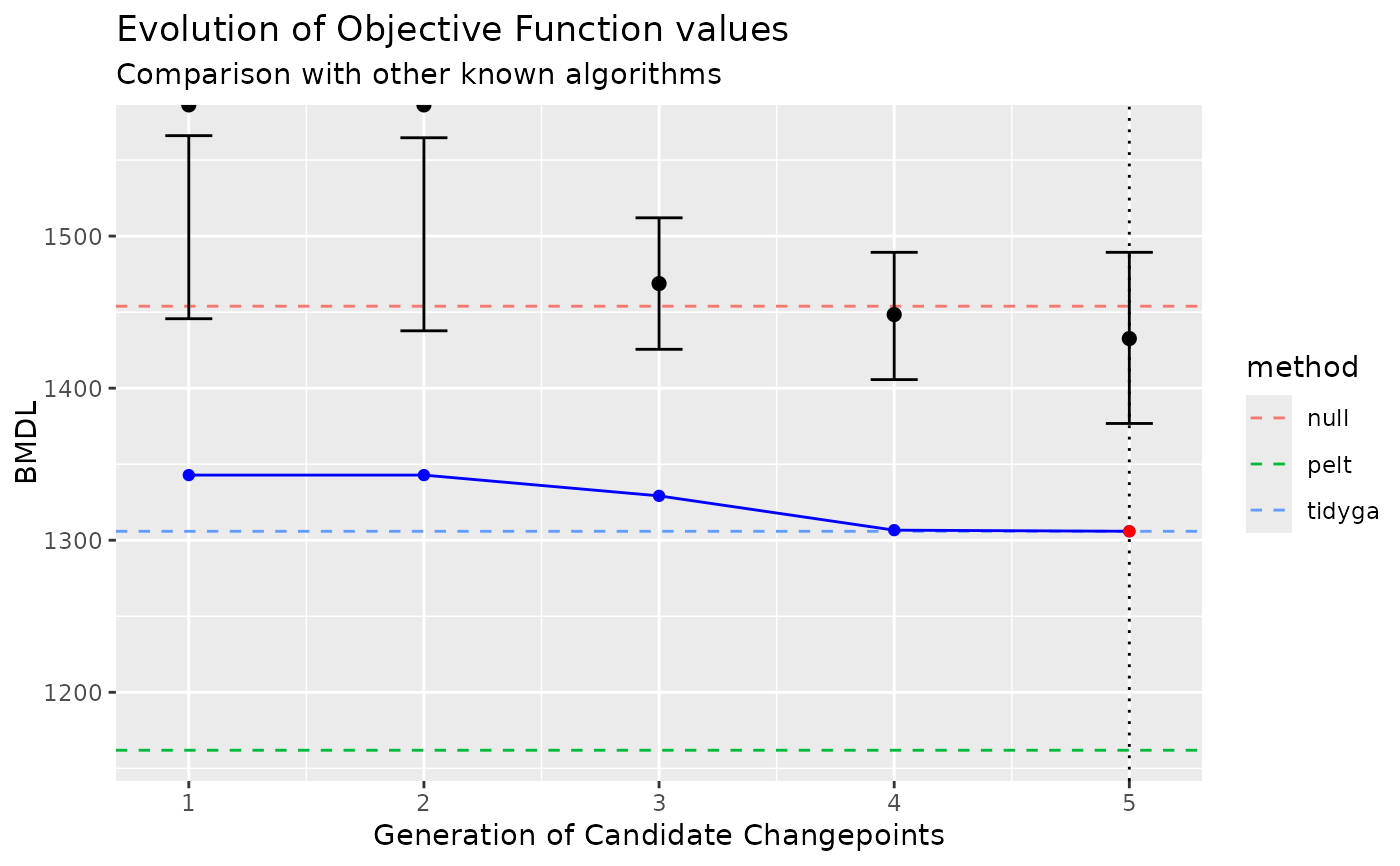 Evolution of Objective Function values
Comparison with other known algorithms
BMDL
1500
1400
1300
1200
1
2
3
4
5
Generation of Candidate Changepoints
method
null
pelt
tidyga